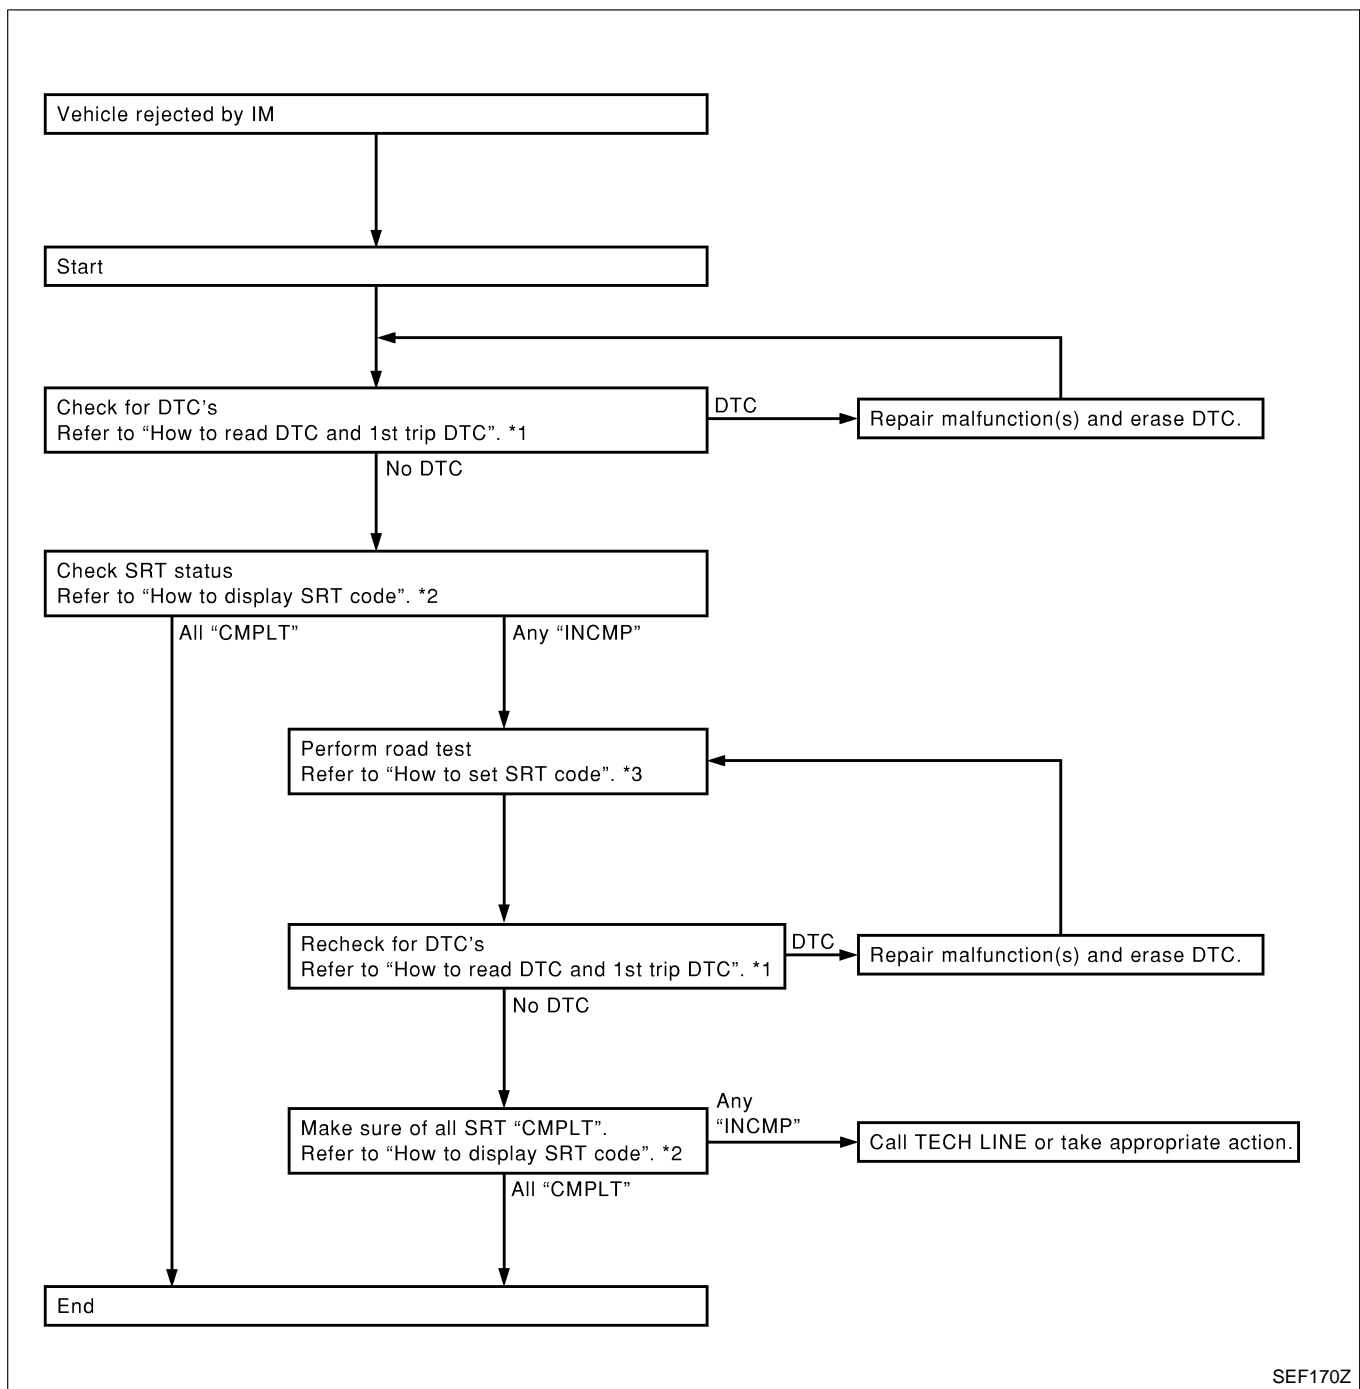 Vehicle rejected by IM
Start
Check for DTC's
Refer to “How to read DTC and 1st trip DTC”. *1
DTC
Repair malfunction(s) and erase DTC.
No DTC
Check SRT status
Refer to “How to display SRT code”. *2
All “CMPLT”
Any “INCMP”
Perform road test
Refer to “How to set SRT code”. *3
Recheck for DTC's
Refer to “How to read DTC and 1st trip DTC”. *1
DTC
Repair malfunction(s) and erase DTC.
No DTC
Make sure of all SRT “CMPLT”.
Refer to “How to display SRT code”. *2
Any
“INCMP”
Call TECH LINE or take appropriate action.
All “CMPLT”
End
SEF170Z